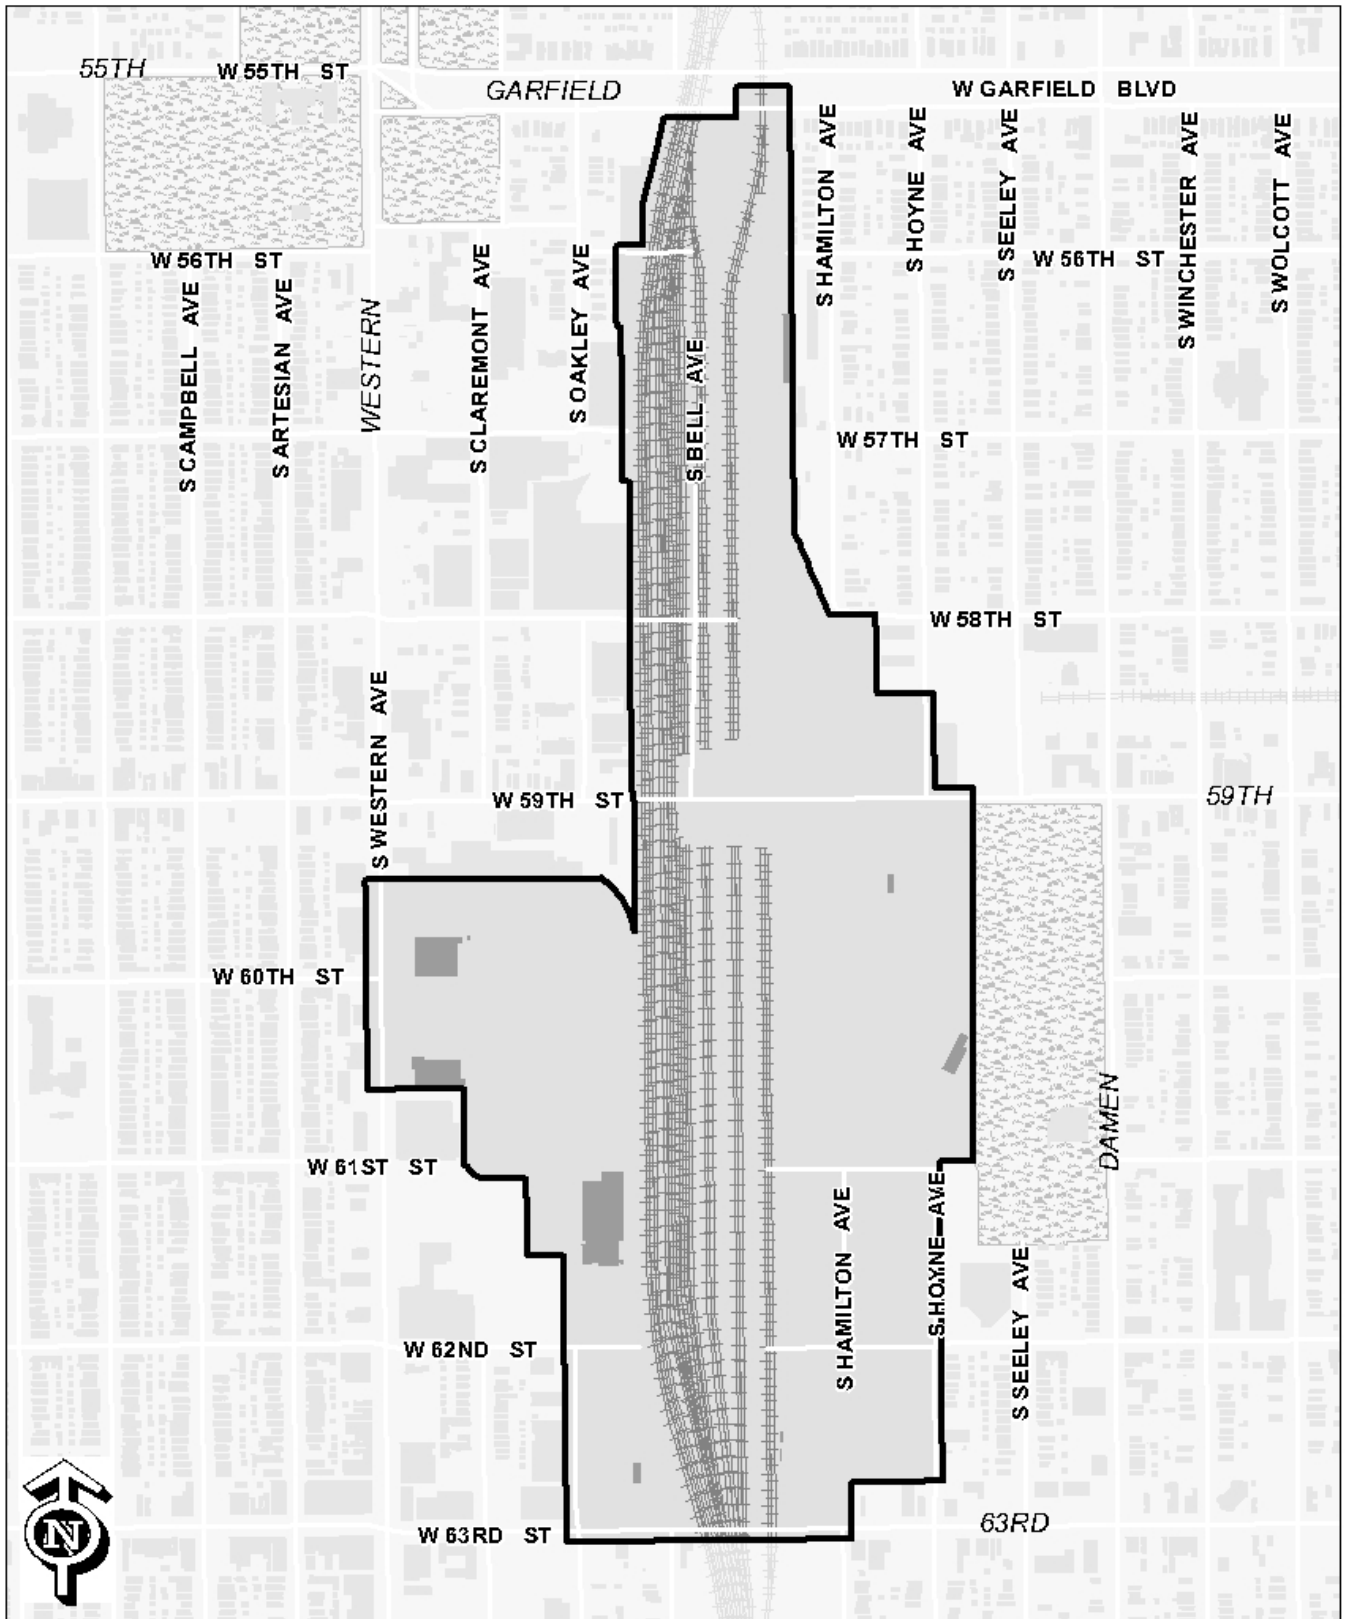 55TH
W 55TH ST
GARFIELD
W GARFIELD BLVD
S HAMILTON AVE
S HOYNE AVE
S SEELEY AVE
S WINCHESTER AVE
S WOLCOTT AVE
W 56TH ST
W 56TH ST
S CAMPBELL AVE
S ARTESIAN AVE
WESTERN
S CLAREMONT AVE
S OAKLEY AVE
S BELL AVE
W 57TH ST
W 58TH ST
S WESTERN AVE
W 59TH ST
59TH
W 60TH ST
DAMEN
W 61ST ST
S HAMILTON AVE
S HOYNE AVE
S SEELEY AVE
W 62ND ST
N
W 63RD ST
63RD